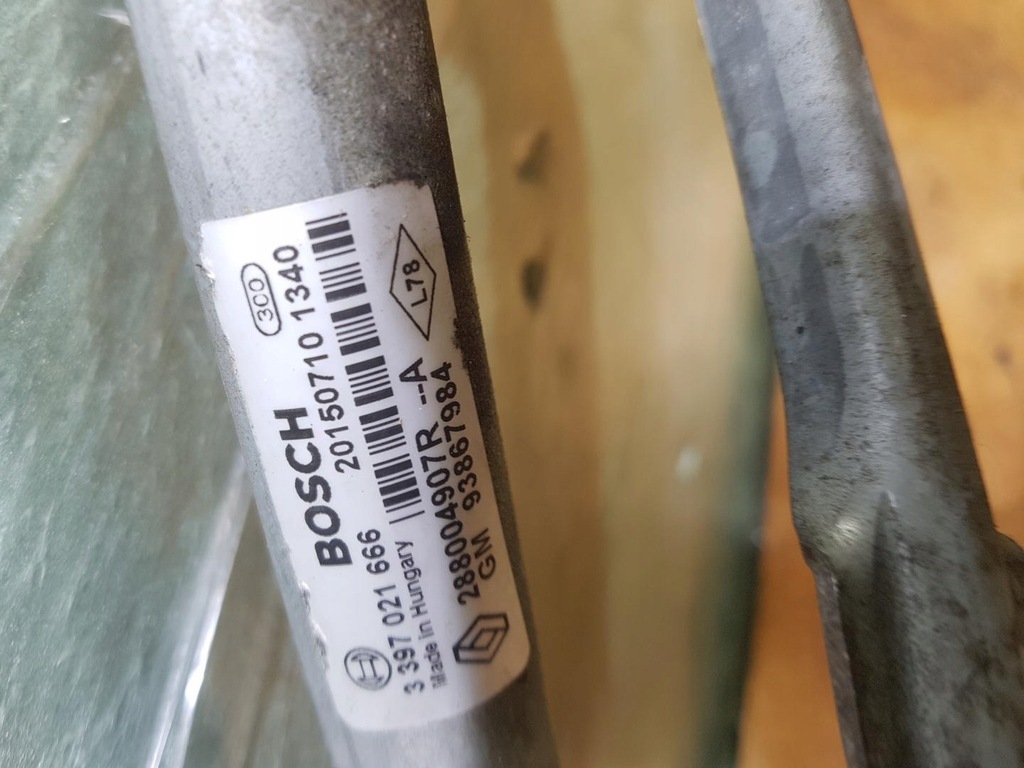 3CO
BOSCH
20150710 1340
3 397 021 666
Made in Hungary
L78
288004907R --A
GM 93867984